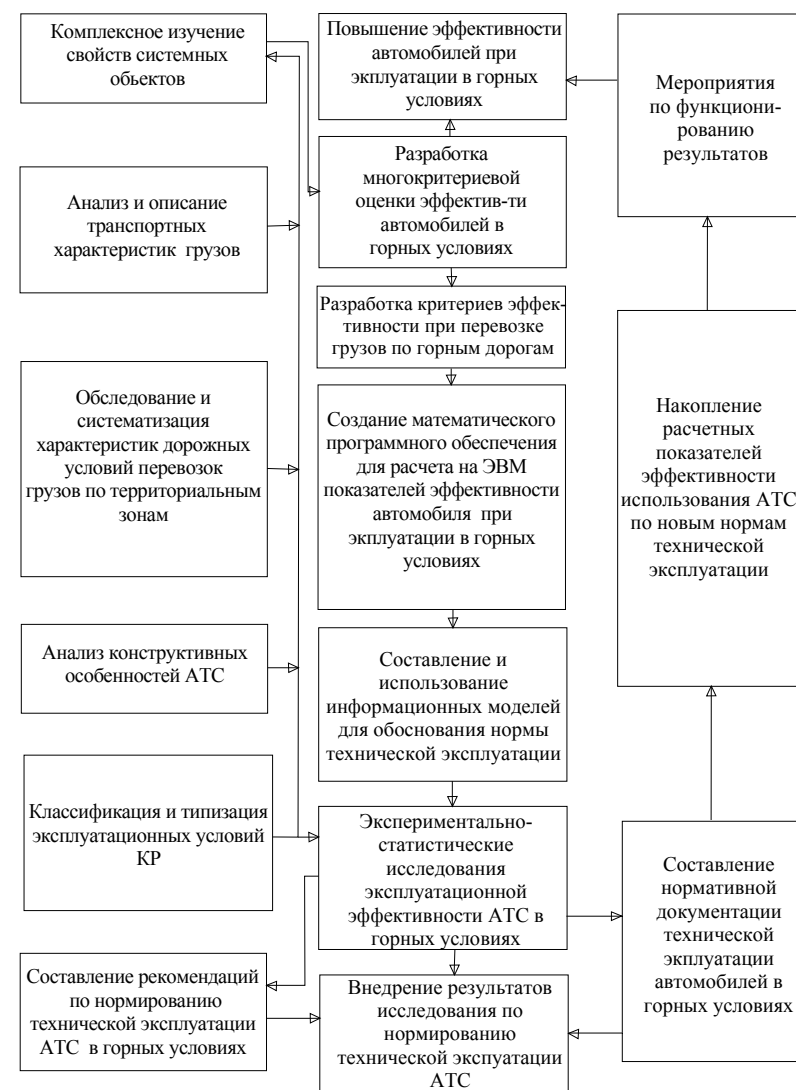 Комплексное изучение
свойств системных
обьектов
Анализ и описание
транспортных
характеристик грузов
Обследование и
систематизация
характеристик дорожных
условий перевозок
грузов по территориальным
зонам
Анализ конструктивных
особенностей АТС
Классификация и типизация
эксплуатационных условий
КР
Составление рекомендаций
по нормированию
технической эксплуатации
АТС в горных условиях
Повышение эффективности
автомобилей при
экплуатации в горных
условиях
Разработка
многокритериевой
оценки эффектив-ти
автомобилей в
горных условиях
Разработка критериев эффек-
тивности при перевозке
грузов по горным дорогам
Создание математического
программного обеспечения
для расчета на ЭВМ
показателей эффективности
автомобиля при
экплуатации в горных
условиях
Составление и
использование
информационных моделей
для обоснования нормы
технической эксплуатации
Экспериментально-
статистические
исследования
эксплуатационной
эффективности АТС в
горных условиях
Внедрение результатов
исследования по
нормированию
технической экспуатации
АТС
Мероприятия
по функциони-
рованию
результатов
Накопление
расчетных
показателей
эффективности
использования АТС
по новым нормам
технической
эксплуатации
Составление
нормативной
документации
технической
экплуатации
автомобилей в
горных условиях